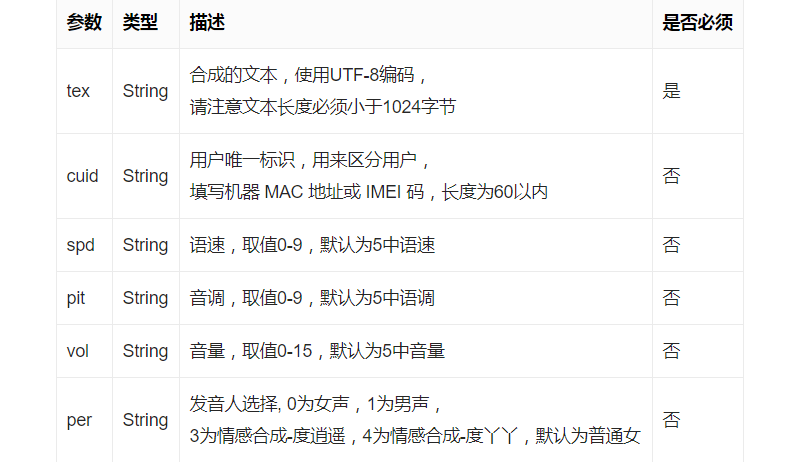 参数 类型 描述 是否必须
合成的文本，使用UTF-8编码，
tex String 是
请注意文本长度必须小于1024字节
用户唯一标识，用来区分用户，
cuid String 否
填写机器 MAC 地址或 IMEI 码，长度为60以内
spd String 语速，取值0-9，默认为5中语速 否
pit String 音调，取值0-9，默认为5中语调 否
vol String 音量，取值0-15，默认为5中音量 否
发音人选择, 0为女声，1为男声，
per String 否
3为情感合成-度逍遥，4为情感合成-度丫丫，默认为普通女